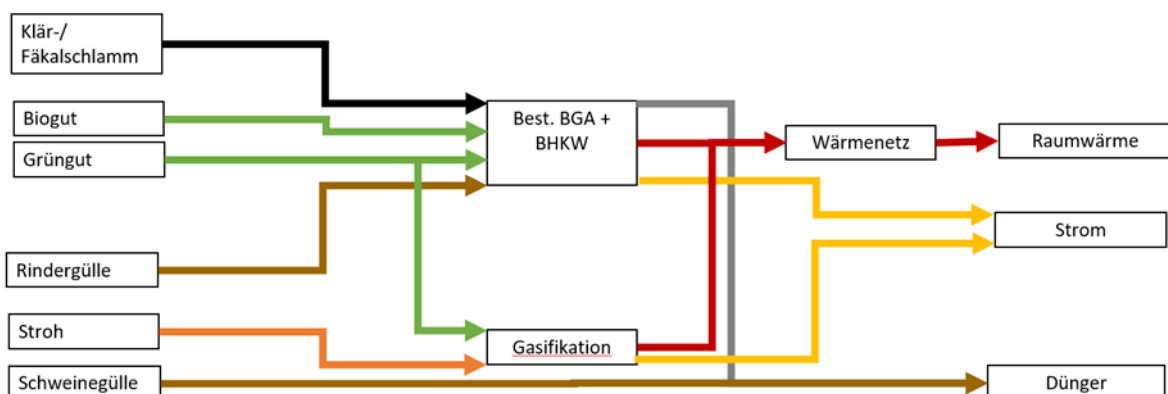 Klär-/
Fäkalschlamm
Biogut
Grüngut
Rindergülle
Stroh
Schweinegülle
Best. BGA +
BHKW
Gasifikation
Wärmenetz
Raumwärme
Strom
Dünger